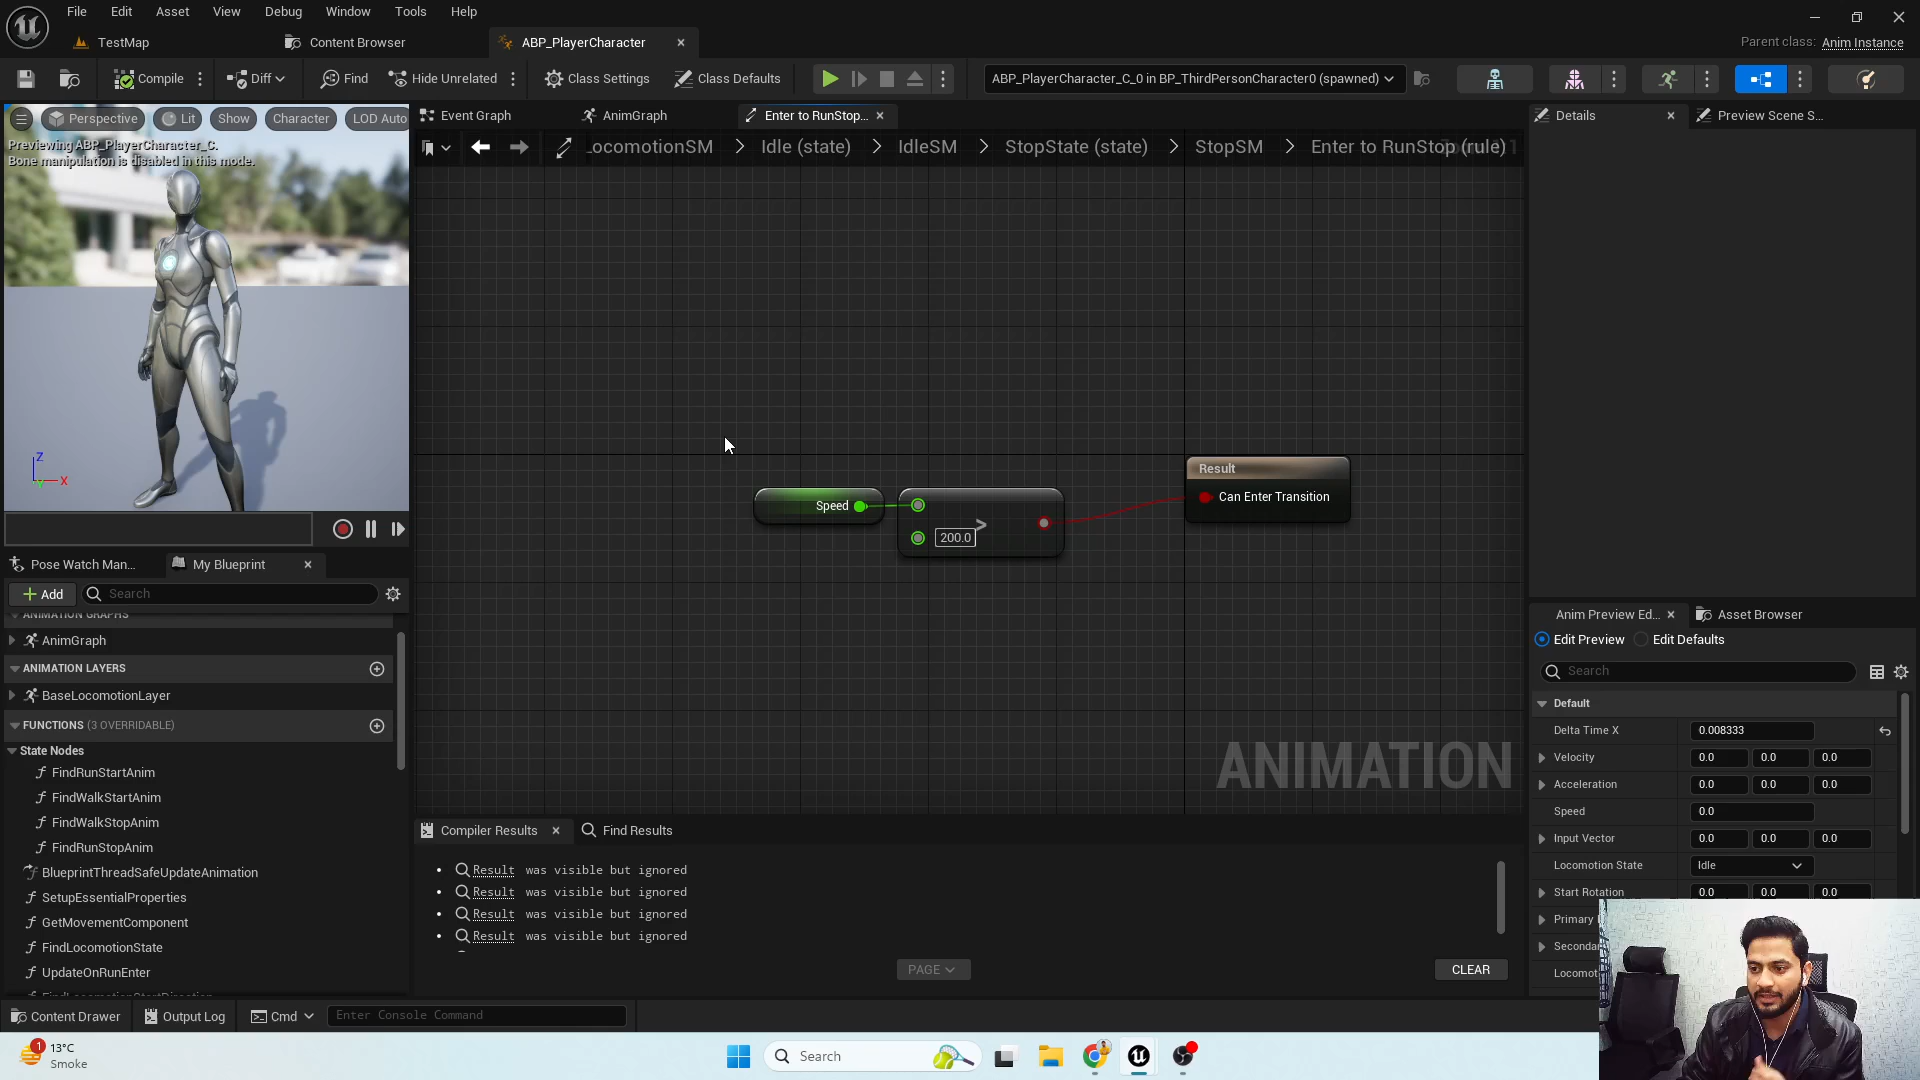 File Edit Asset View Debug Window Tools Help
TestMap Content Browser ABP_PlayerCharacter
Parent class: Anim Instance
Compile Diff Find Hide Unrelated Class Settings Class Defaults ABP_PlayerCharacter_C_0 in BP_ThirdPersonCharacter0 (spawned)
Perspective Lit Show Character LOD Auto
Previewing ABP_PlayerCharacter_C.
Bone manipulation is disabled in this mode.
Z
X
Pose Watch Man... My Blueprint
Add Search
ANIMATION GRAPHS
AnimGraph
ANIMATION LAYERS
BaseLocomotionLayer
FUNCTIONS (3 OVERRIDABLE)
State Nodes
FindRunStartAnim
FindWalkStartAnim
FindWalkStopAnim
FindRunStopAnim
BlueprintThreadSafeUpdateAnimation
SetupEssentialProperties
GetMovementComponent
FindLocomotionState
UpdateOnRunEnter
FindLocomotionStartDirection
Event Graph AnimGraph Enter to RunStop...
ocomotionSM > Idle (state) > IdleSM > StopState (state) > StopSM > Enter to RunStop (rule)
Speed
>
200.0
Result
Can Enter Transition
ANIMATION
Compiler Results Find Results
Result was visible but ignored
Result was visible but ignored
Result was visible but ignored
Result was visible but ignored
PAGE CLEAR
Details Preview Scene S...
Anim Preview Ed... Asset Browser
Edit Preview Edit Defaults
Search
Default
Delta Time X 0.008333
Velocity 0.0 0.0 0.0
Acceleration 0.0 0.0 0.0
Speed 0.0
Input Vector 0.0 0.0 0.0
Locomotion State Idle
Start Rotation 0.0 0.0 0.0
Primary
Seconda
Locomot
Content Drawer Output Log Cmd Enter Console Command
1
13°C
Smoke
Search